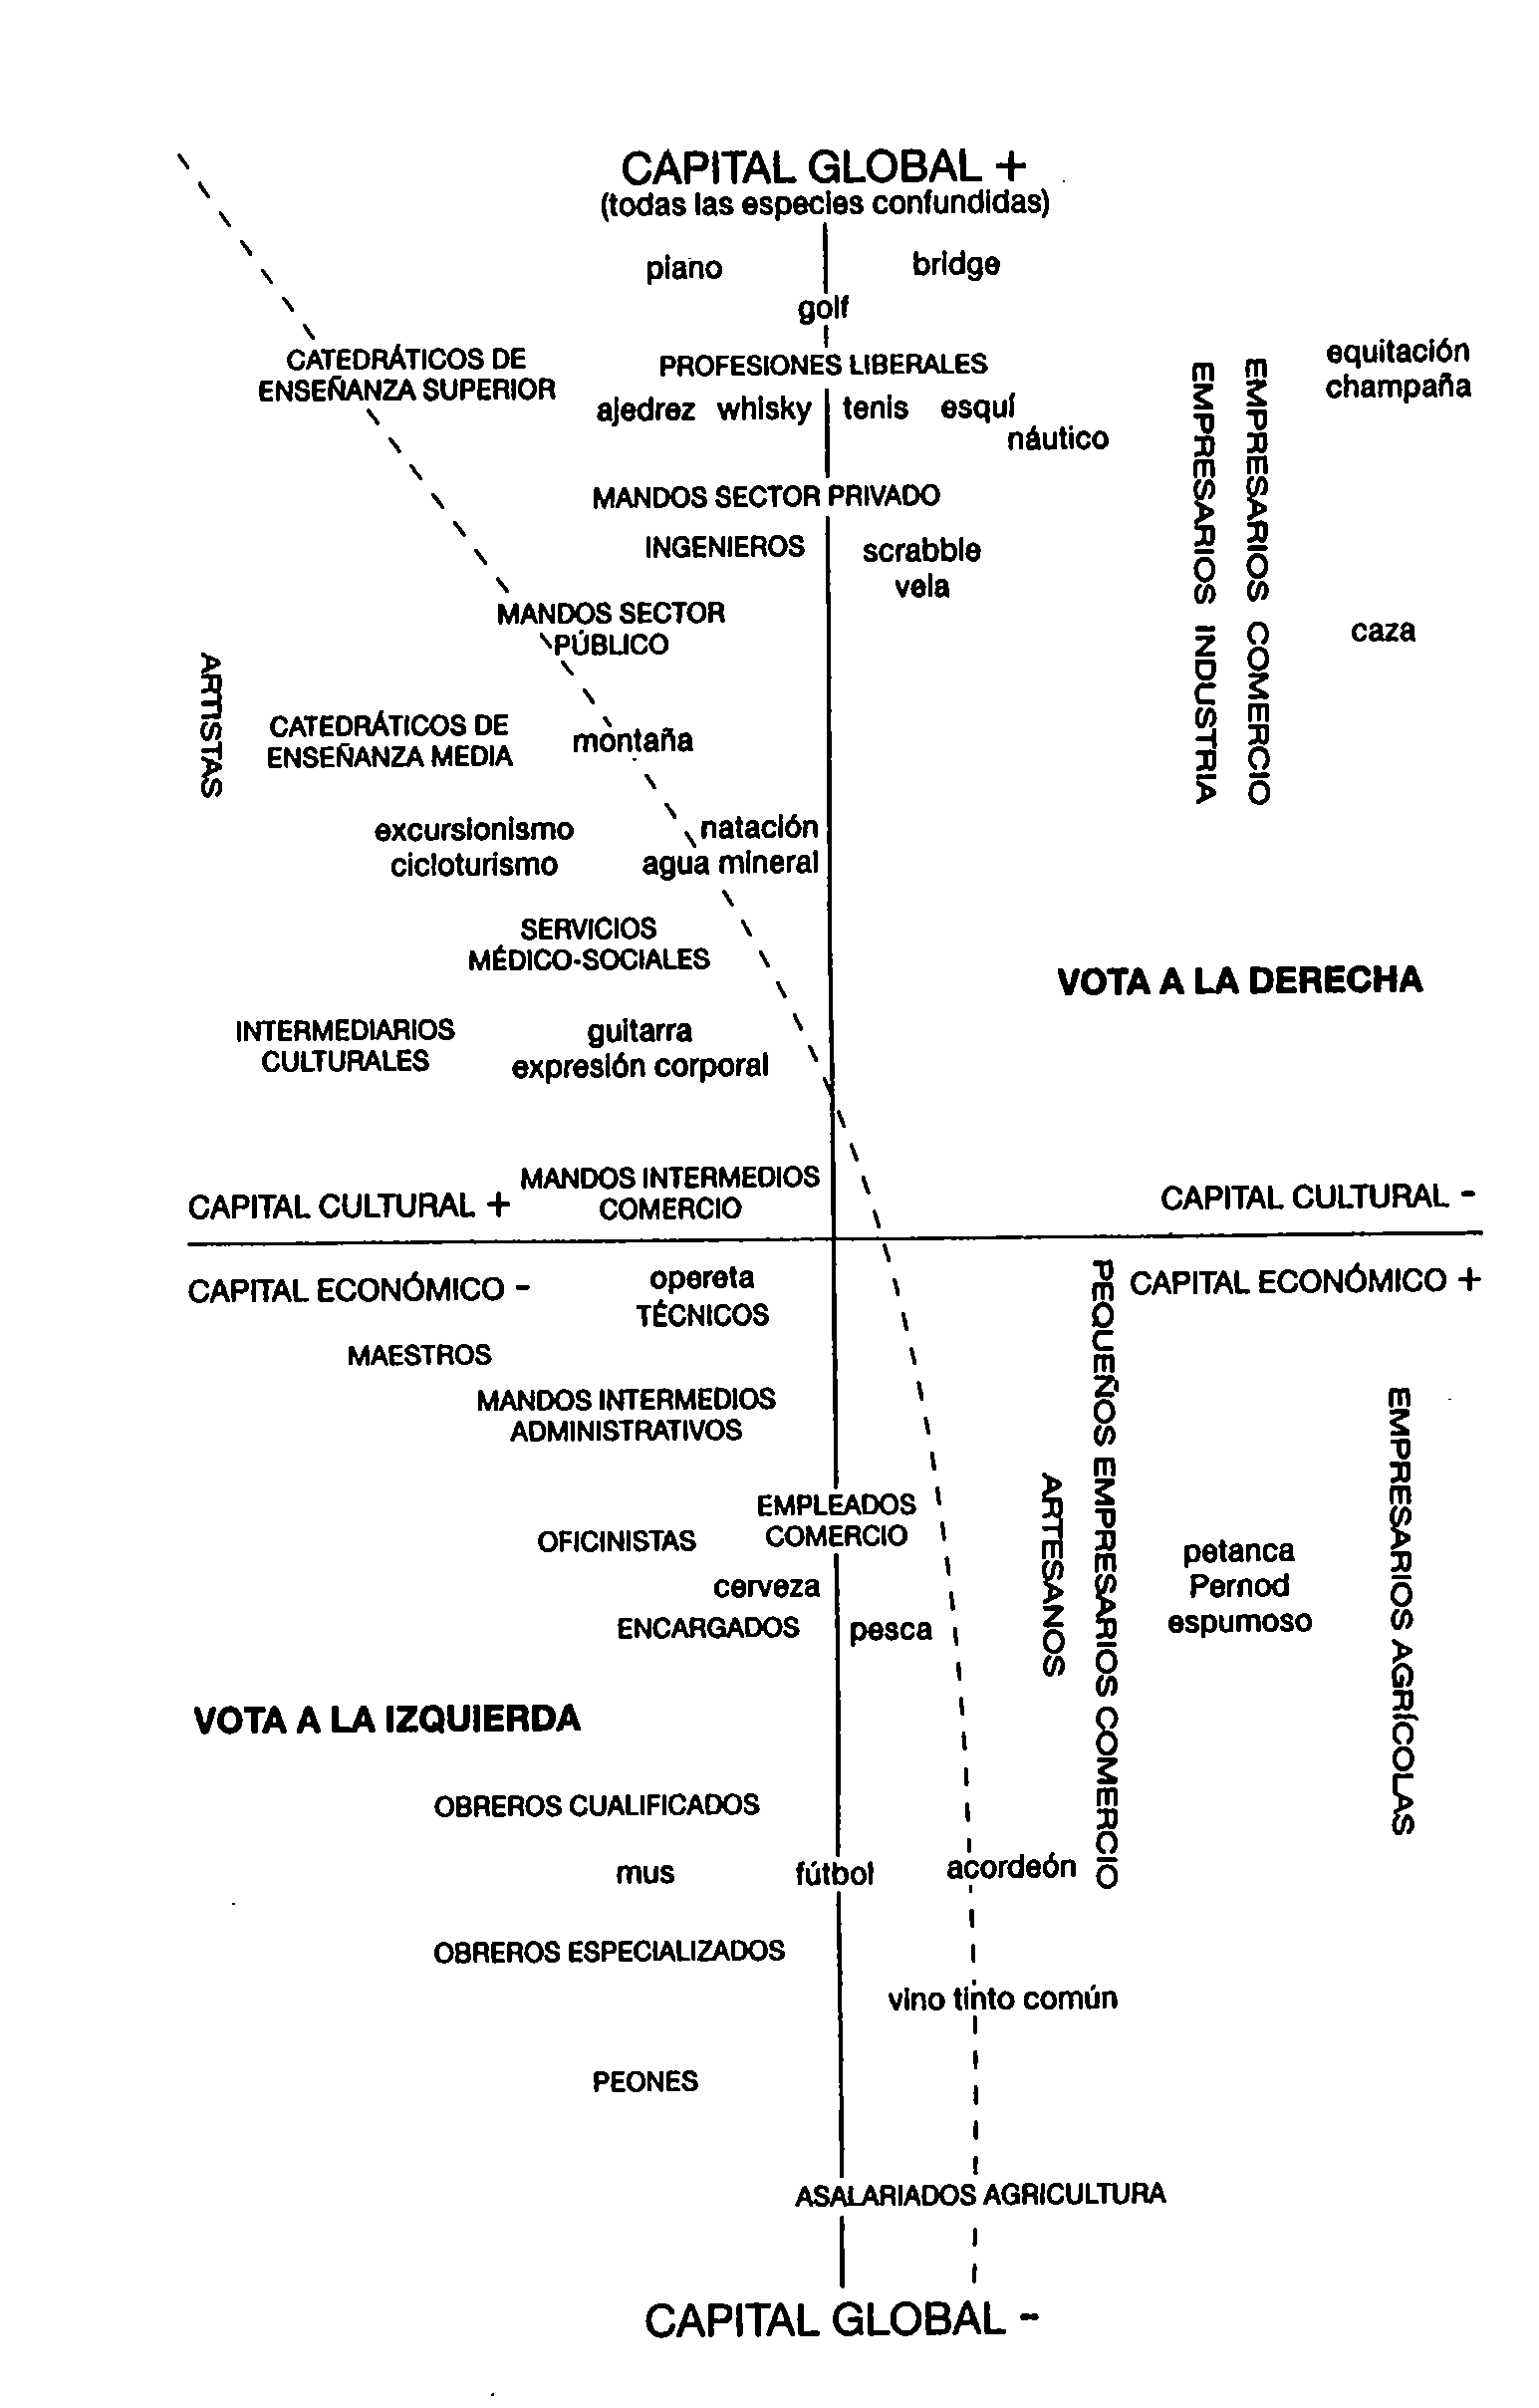 CAPITAL GLOBAL +
(todas las especies confundidas)
piano
bridge
golf
CATEDRÁTICOS DE
ENSEÑANZA SUPERIOR
PROFESIONES LIBERALES
equitación
champaña
ajedrez whisky tenis esquí
náutico
EMPRESARIOS INDUSTRIA
EMPRESARIOS COMERCIO
MANDOS SECTOR PRIVADO
INGENIEROS
scrabble
vela
MANDOS SECTOR
PÚBLICO
caza
ARTISTAS
CATEDRÁTICOS DE
ENSEÑANZA MEDIA
montaña
excursionismo
cicloturismo
natación
agua mineral
SERVICIOS
MÉDICO-SOCIALES
VOTA A LA DERECHA
INTERMEDIARIOS
CULTURALES
guitarra
expresión corporal
MANDOS INTERMEDIOS
COMERCIO
CAPITAL CULTURAL +
CAPITAL CULTURAL -
CAPITAL ECONÓMICO -
opereta
TÉCNICOS
CAPITAL ECONÓMICO +
PEQUEÑOS EMPRESARIOS COMERCIO
MAESTROS
MANDOS INTERMEDIOS
ADMINISTRATIVOS
EMPRESARIOS AGRÍCOLAS
ARTESANOS
EMPLEADOS
COMERCIO
OFICINISTAS
petanca
Pernod
espumoso
cerveza
ENCARGADOS
pesca
VOTA A LA IZQUIERDA
OBREROS CUALIFICADOS
mus
fútbol
acordeón
OBREROS ESPECIALIZADOS
vino tinto común
PEONES
ASALARIADOS AGRICULTURA
CAPITAL GLOBAL -